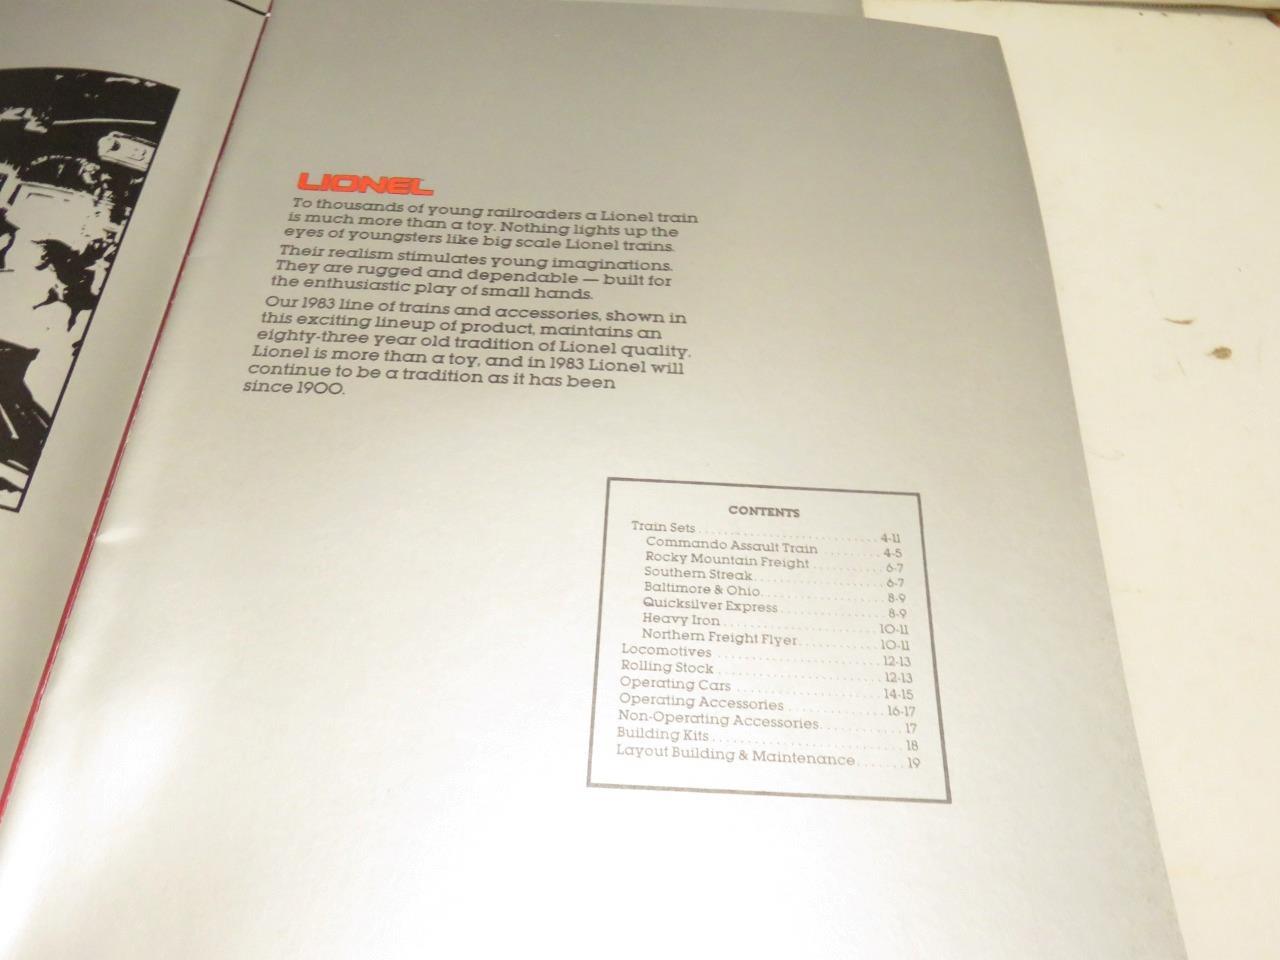 LIONEL
To thousands of young railroaders a Lionel train
is much more than a toy. Nothing lights up the
eyes of youngsters like big scale Lionel trains.
Their realism stimulates young imaginations.
They are rugged and dependable — built for
the enthusiastic play of small hands.
Our 1983 line of trains and accessories, shown in
this exciting lineup of product, maintains an
eighty-three year old tradition of Lionel quality.
Lionel is more than a toy, and in 1983 Lionel will
continue to be a tradition as it has been
since 1900.
CONTENTS
Train Sets 4-11
Commando Assault Train 4-5
Rocky Mountain Freight 6-7
Southern Streak 6-7
Baltimore & Ohio 8-9
Quicksilver Express 8-9
Heavy Iron 10-11
Northern Freight Flyer 10-11
Locomotives 12-13
Rolling Stock 12-13
Operating Cars 14-15
Operating Accessories 16-17
Non-Operating Accessories 17
Building Kits 18
Layout Building & Maintenance 19